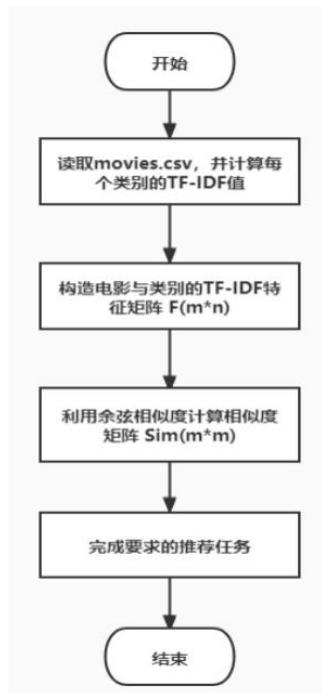 开始
读取movies.csv，并计算每
个类别的TF-IDF值
构造电影与类别的TF-IDF特
征矩阵 F(m*n)
利用余弦相似度计算相似度
矩阵 Sim(m*m)
完成要求的推荐任务
结束